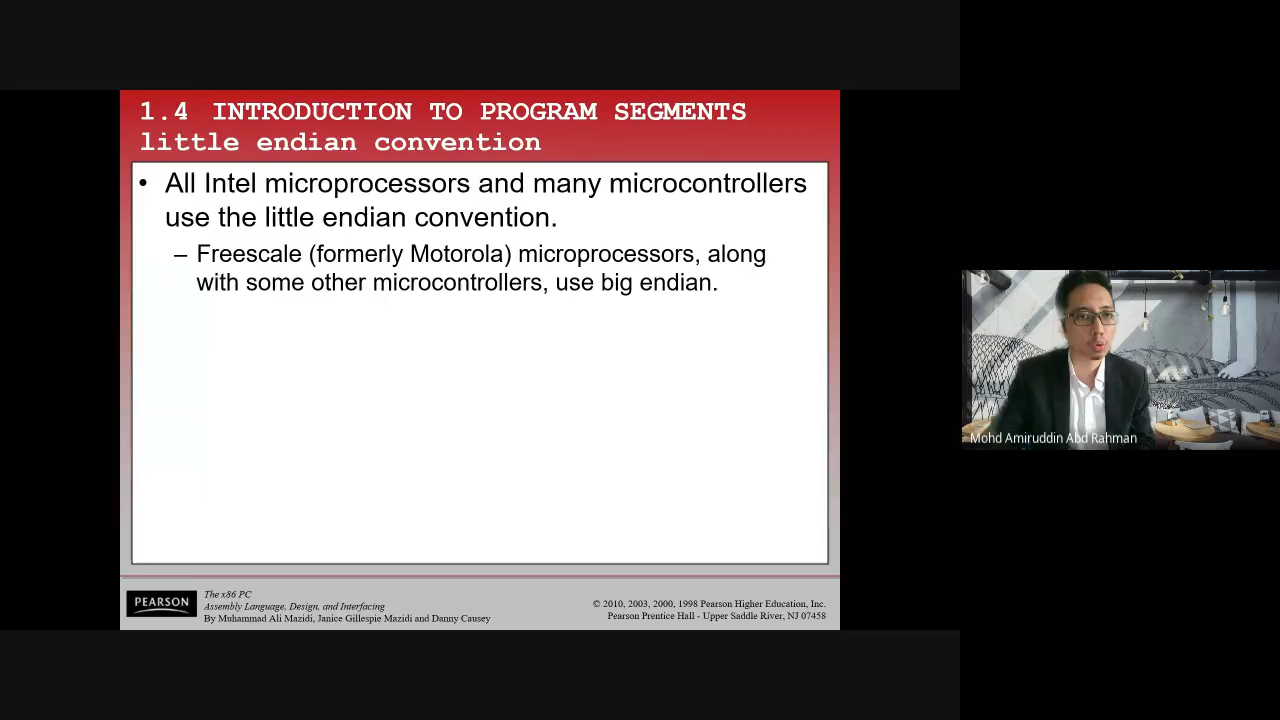 1.4 INTRODUCTION TO PROGRAM SEGMENTS
little endian convention
• All Intel microprocessors and many microcontrollers
use the little endian convention.
– Freescale (formerly Motorola) microprocessors, along
with some other microcontrollers, use big endian.
Mohd Amiruddin Abd Rahman
PEARSON
The x86 PC
Assembly Language, Design, and Interfacing
By Muhammad Ali Mazidi, Janice Gillespie Mazidi and Danny Causey
© 2010, 2003, 2000, 1998 Pearson Higher Education, Inc.
Pearson Prentice Hall - Upper Saddle River, NJ 07458